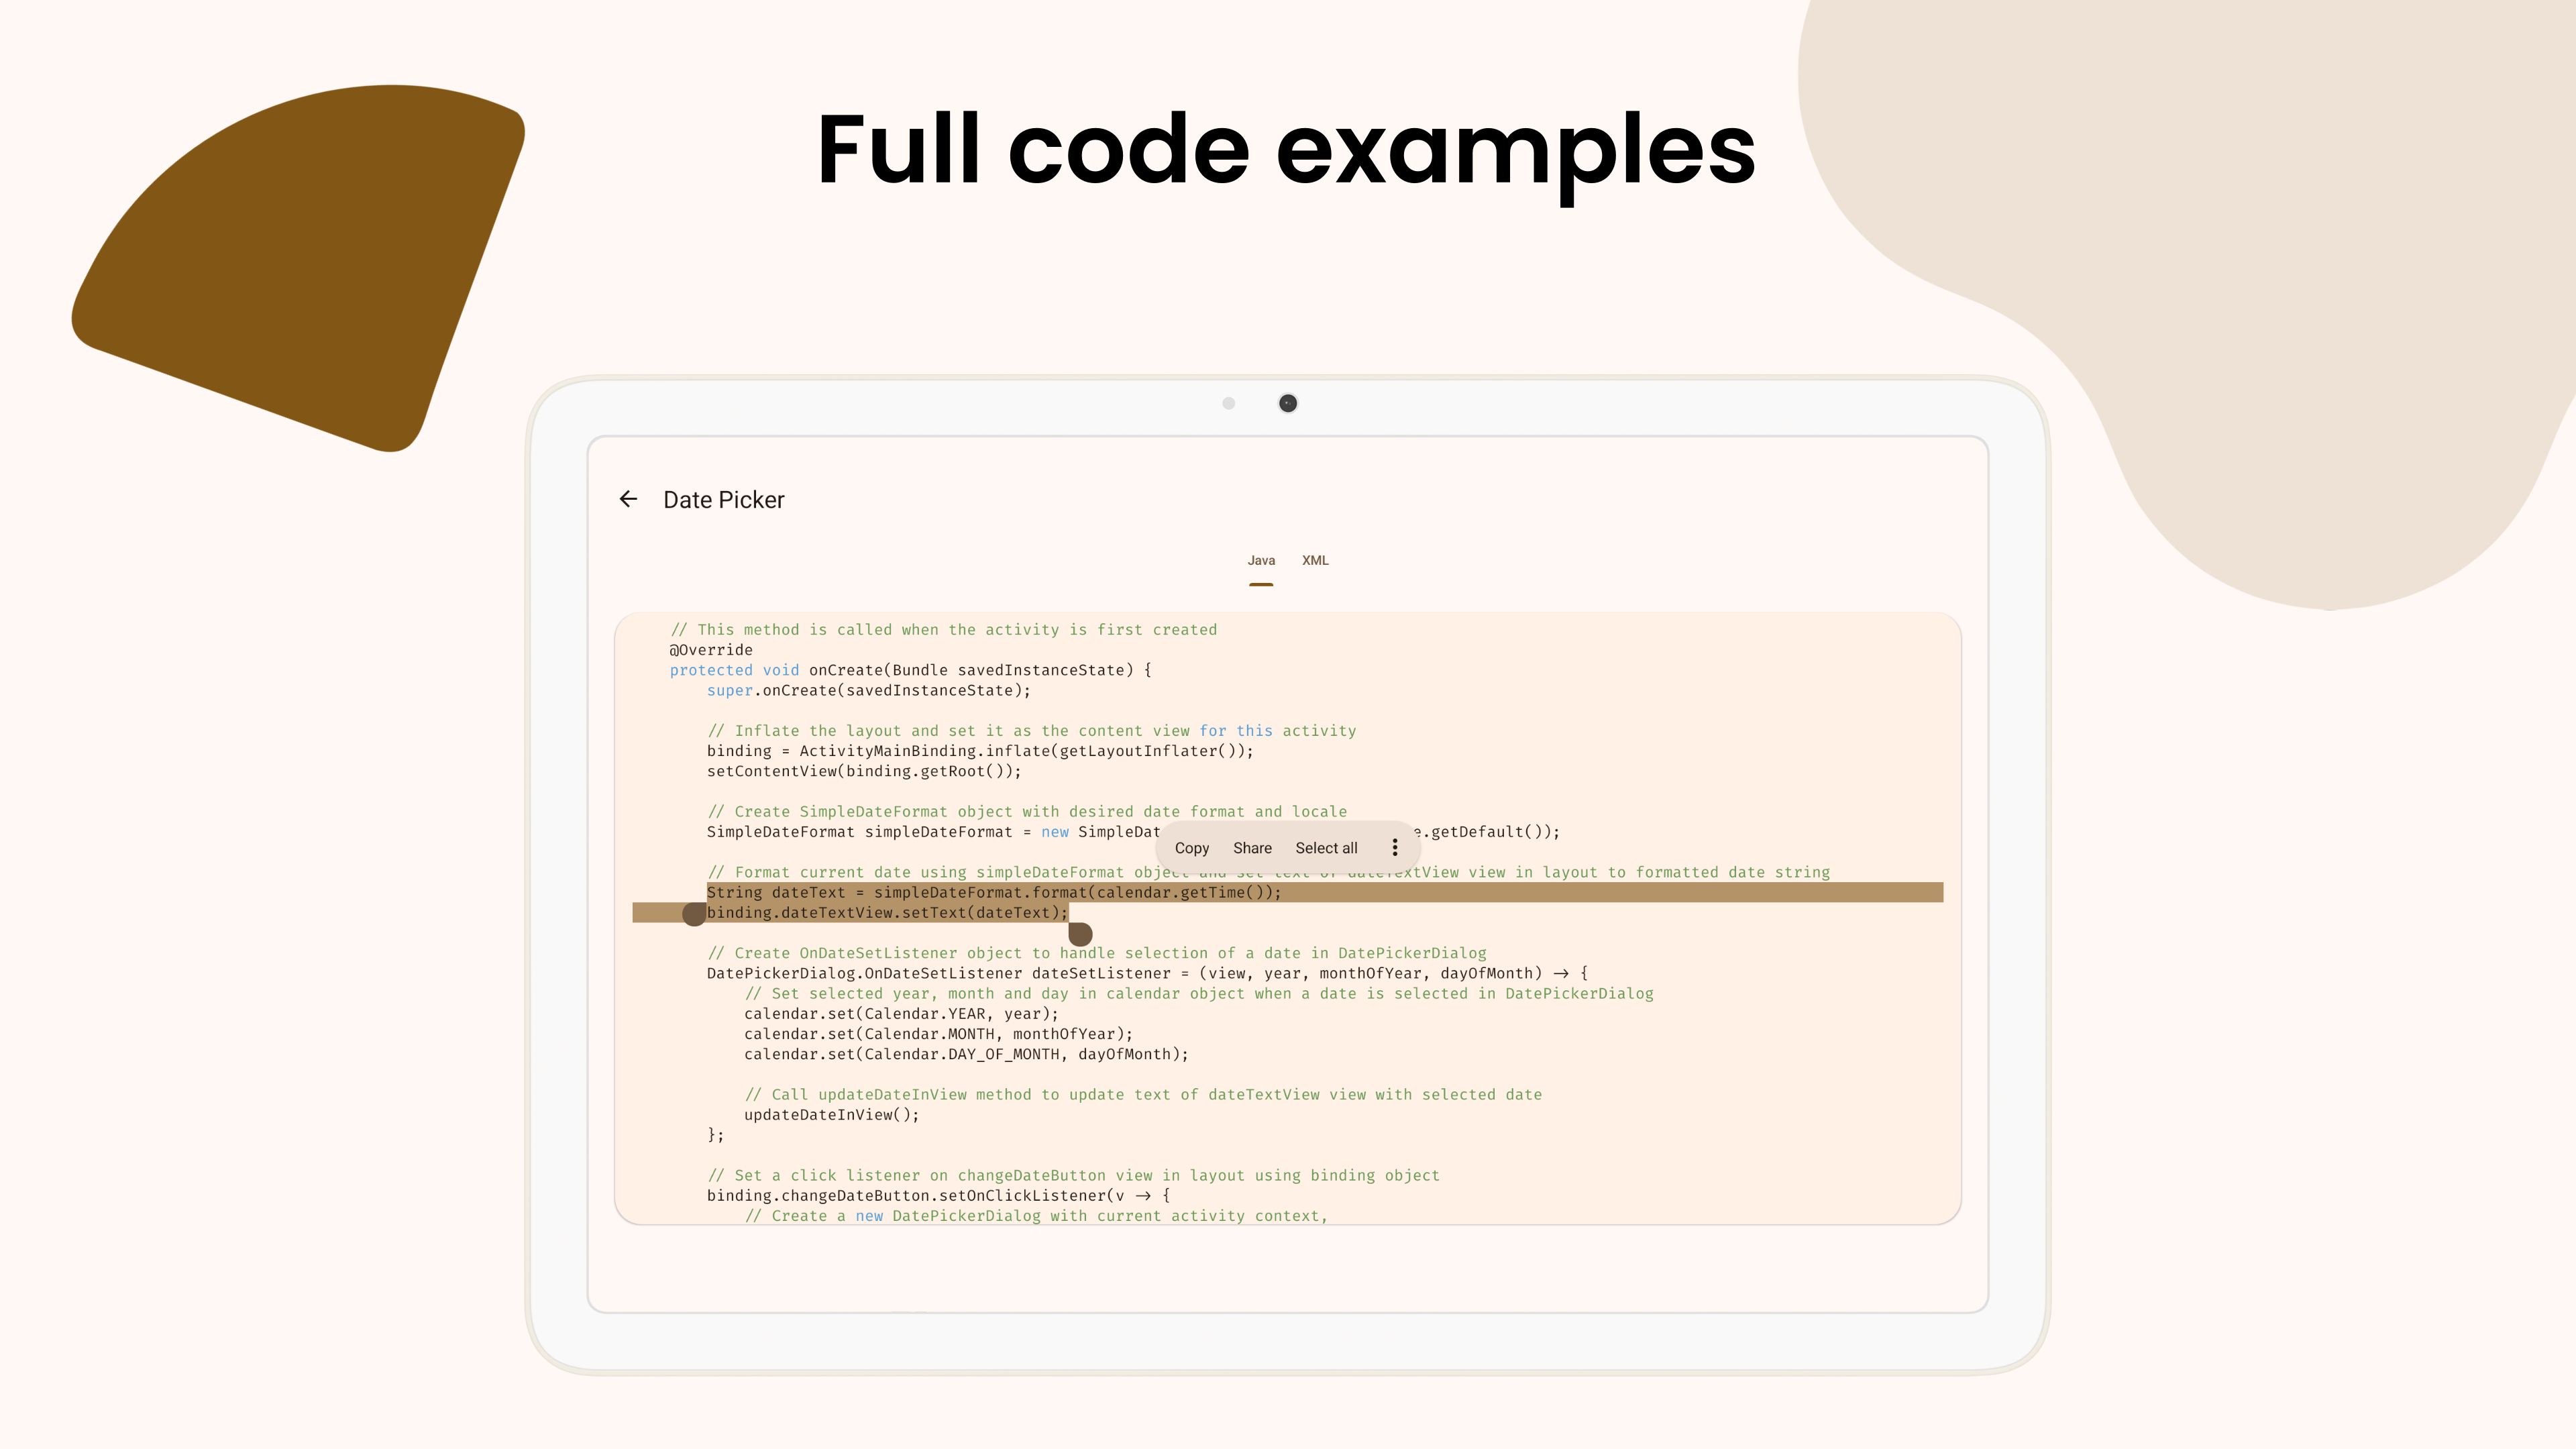 Full code examples
Date Picker
Java XML
// This method is called when the activity is first created
@Override
protected void onCreate(Bundle savedInstanceState) {
super.onCreate(savedInstanceState);
// Inflate the layout and set it as the content view for this activity
binding = ActivityMainBinding.inflate(getLayoutInflater());
setContentView(binding.getRoot());
// Create SimpleDateFormat object with desired date format and locale
SimpleDateFormat simpleDateFormat = new SimpleDat e.getDefault());
Copy Share Select all
// Format current date using simpleDateFormat object and set text of dateTextView view in layout to formatted date string
String dateText = simpleDateFormat.format(calendar.getTime());
binding.dateTextView.setText(dateText);
// Create OnDateSetListener object to handle selection of a date in DatePickerDialog
DatePickerDialog.OnDateSetListener dateSetListener = (view, year, monthOfYear, dayOfMonth) -> {
// Set selected year, month and day in calendar object when a date is selected in DatePickerDialog
calendar.set(Calendar.YEAR, year);
calendar.set(Calendar.MONTH, monthOfYear);
calendar.set(Calendar.DAY_OF_MONTH, dayOfMonth);
// Call updateDateInView method to update text of dateTextView view with selected date
updateDateInView();
};
// Set a click listener on changeDateButton view in layout using binding object
binding.changeDateButton.setOnClickListener(v -> {
// Create a new DatePickerDialog with current activity context,